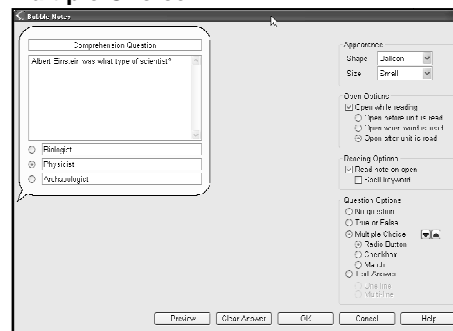 Bubble Notes
Comprehension Question
Albert Einstein was what type of scientist?
Biologist
Physicist
Archaeologist
Appearance
Shape Balloon
Size Small
Open Options
Open while reading
Open before unit is read
Open when word is read
Open after unit is read
Reading Options
Read note on open
Spell keyword
Question Options
No question
True or False
Multiple Choice
Radio Button
Checkbox
Match
Text Answer
One line
Multi-line
Preview Clear Answer OK Cancel Help